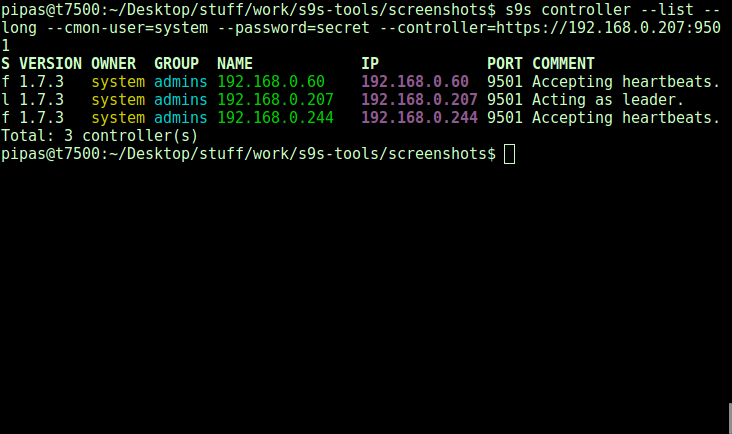 pipas@t7500:~/Desktop/stuff/work/s9s-tools/screenshots$ s9s controller --list --
long --cmon-user=system --password=secret --controller=https://192.168.0.207:950
1
S VERSION OWNER  GROUP  NAME            IP            PORT COMMENT
f 1.7.3   system admins 192.168.0.60    192.168.0.60  9501 Accepting heartbeats.
l 1.7.3   system admins 192.168.0.207   192.168.0.207 9501 Acting as leader.
f 1.7.3   system admins 192.168.0.244   192.168.0.244 9501 Accepting heartbeats.
Total: 3 controller(s)
pipas@t7500:~/Desktop/stuff/work/s9s-tools/screenshots$